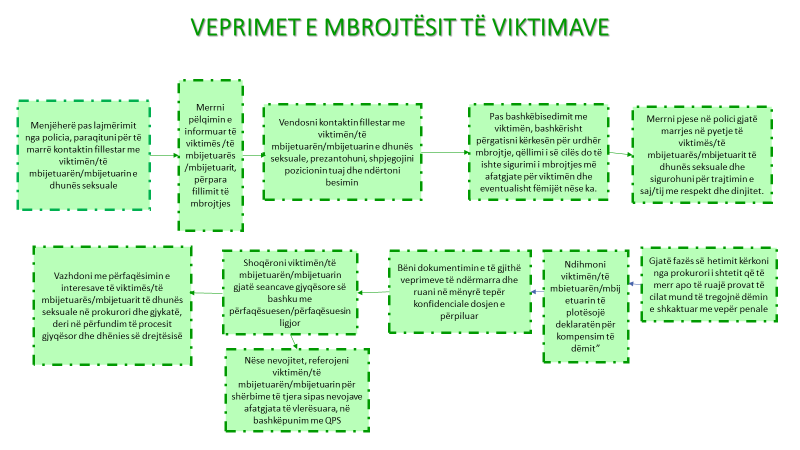 VEPRIMET E MBROJTËSIT TË VIKTIMAVE
Menjëherë pas lajmërimit
nga policia, paraqituni për të
marrë kontaktin fillestar me
viktimën/të
mbijetuarën/mbijetuarin e
dhunës seksuale
Merrni
pëlqimin e
informuar të
viktimës /të
mbijetuarës
/mbijetuarit,
përpara
fillimit të
mbrojtjes
Vendosni kontaktin fillestar me
viktimën/të
mbijetuarën/mbijetuarin e dhunës
seksuale, prezantohuni, shpjegojini
pozicionin tuaj dhe ndërtoni
besimin
Pas bashkëbisedimit me
viktimën, bashkërisht
përgatisni kërkesën për urdhër
mbrojtje, qëllimi i së cilës do të
ishte sigurimi i mbrojtjes më
afatgjate për viktimën dhe
eventualisht fëmijët nëse ka.
Merrni pjese në polici gjatë
marrjes në pyetje të
viktimës/të
mbijetuarës/mbijetuarit të
dhunës seksuale dhe
sigurohuni për trajtimin e
saj/tij me respekt dhe dinjitet.
Gjatë fazës së hetimit kërkoni
nga prokurori i shtetit që të
merr apo të ruajë provat të
cilat mund të tregojnë dëmin
e shkaktuar me vepër penale
Ndihmoni
viktimën/të
mbietuarën/mbij
etuarin të
plotësojë
deklaratën për
kompensim të
dëmit”
Bëni dokumentimin e të gjithë
veprimeve të ndërmarra dhe
ruani në mënyrë tepër
konfidenciale dosjen e
përpiluar
Shoqëroni viktimën/të
mbijetuarën/mbijetuarin
gjatë seancave gjyqësore së
bashku me
përfaqësuesen/përfaqësuesin
ligjor
Vazhdoni me përfaqësimin e
interesave të viktimës/të
mbijetuarës/mbijetuarit të dhunës
seksuale në prokurori dhe gjykatë,
deri në përfundim të procesit
gjyqësor dhe dhënies së drejtësisë
Nëse nevojitet, referojeni
viktimën/të
mbijetuarën/mbijetuarin për
shërbime të tjera sipas nevojave
afatgjata të vlerësuara, në
bashkëpunim me QPS